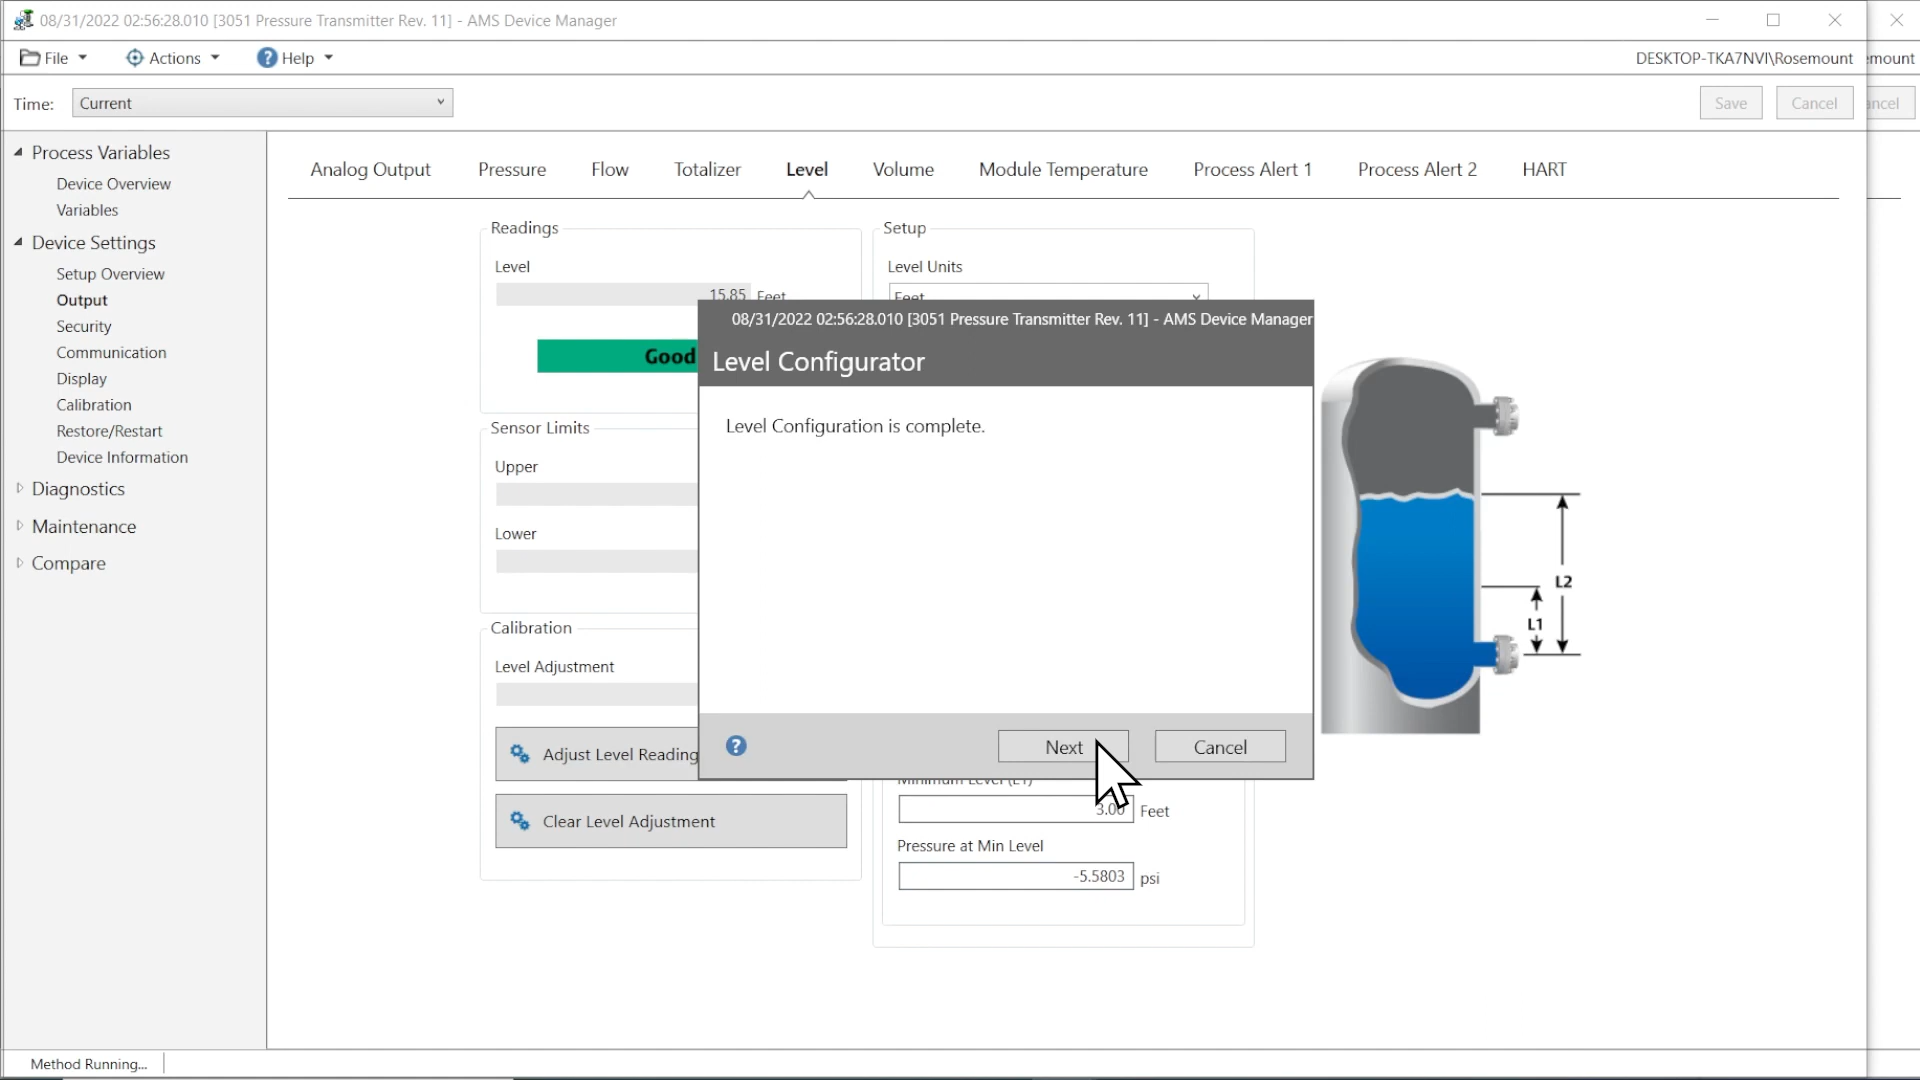 08/31/2022 02:56:28.010 [3051 Pressure Transmitter Rev. 11] - AMS Device Manager
File Actions Help DESKTOP-TKA7NVI\Rosemount mount
Time: Current Save Cancel ancel
Process Variables
Device Overview
Variables
Device Settings
Setup Overview
Output
Security
Communication
Display
Calibration
Restore/Restart
Device Information
Diagnostics
Maintenance
Compare
Analog Output Pressure Flow Totalizer Level Volume Module Temperature Process Alert 1 Process Alert 2 HART
Readings
Level
15.85 Feet
Good
Sensor Limits
Upper
Lower
Calibration
Level Adjustment
Adjust Level Reading
Clear Level Adjustment
Setup
Level Units
Feet
08/31/2022 02:56:28.010 [3051 Pressure Transmitter Rev. 11] - AMS Device Manager
Level Configurator
Level Configuration is complete.
? Next Cancel
Minimum Level (L1)
3.00 Feet
Pressure at Min Level
-5.5803 psi
L2
L1
Method Running...